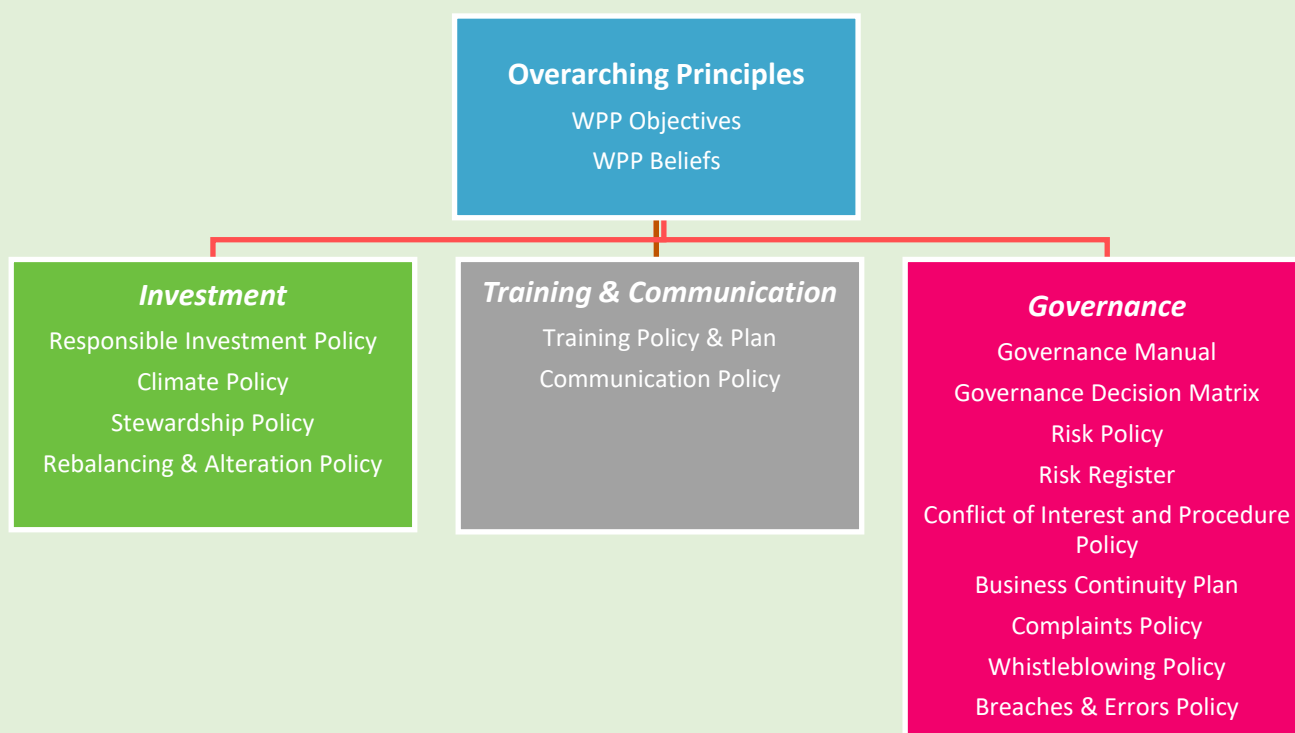 Overarching Principles
WPP Objectives
WPP Beliefs
Investment
Responsible Investment Policy
Climate Policy
Stewardship Policy
Rebalancing & Alteration Policy
Training & Communication
Training Policy & Plan
Communication Policy
Governance
Governance Manual
Governance Decision Matrix
Risk Policy
Risk Register
Conflict of Interest and Procedure
Policy
Business Continuity Plan
Complaints Policy
Whistleblowing Policy
Breaches & Errors Policy